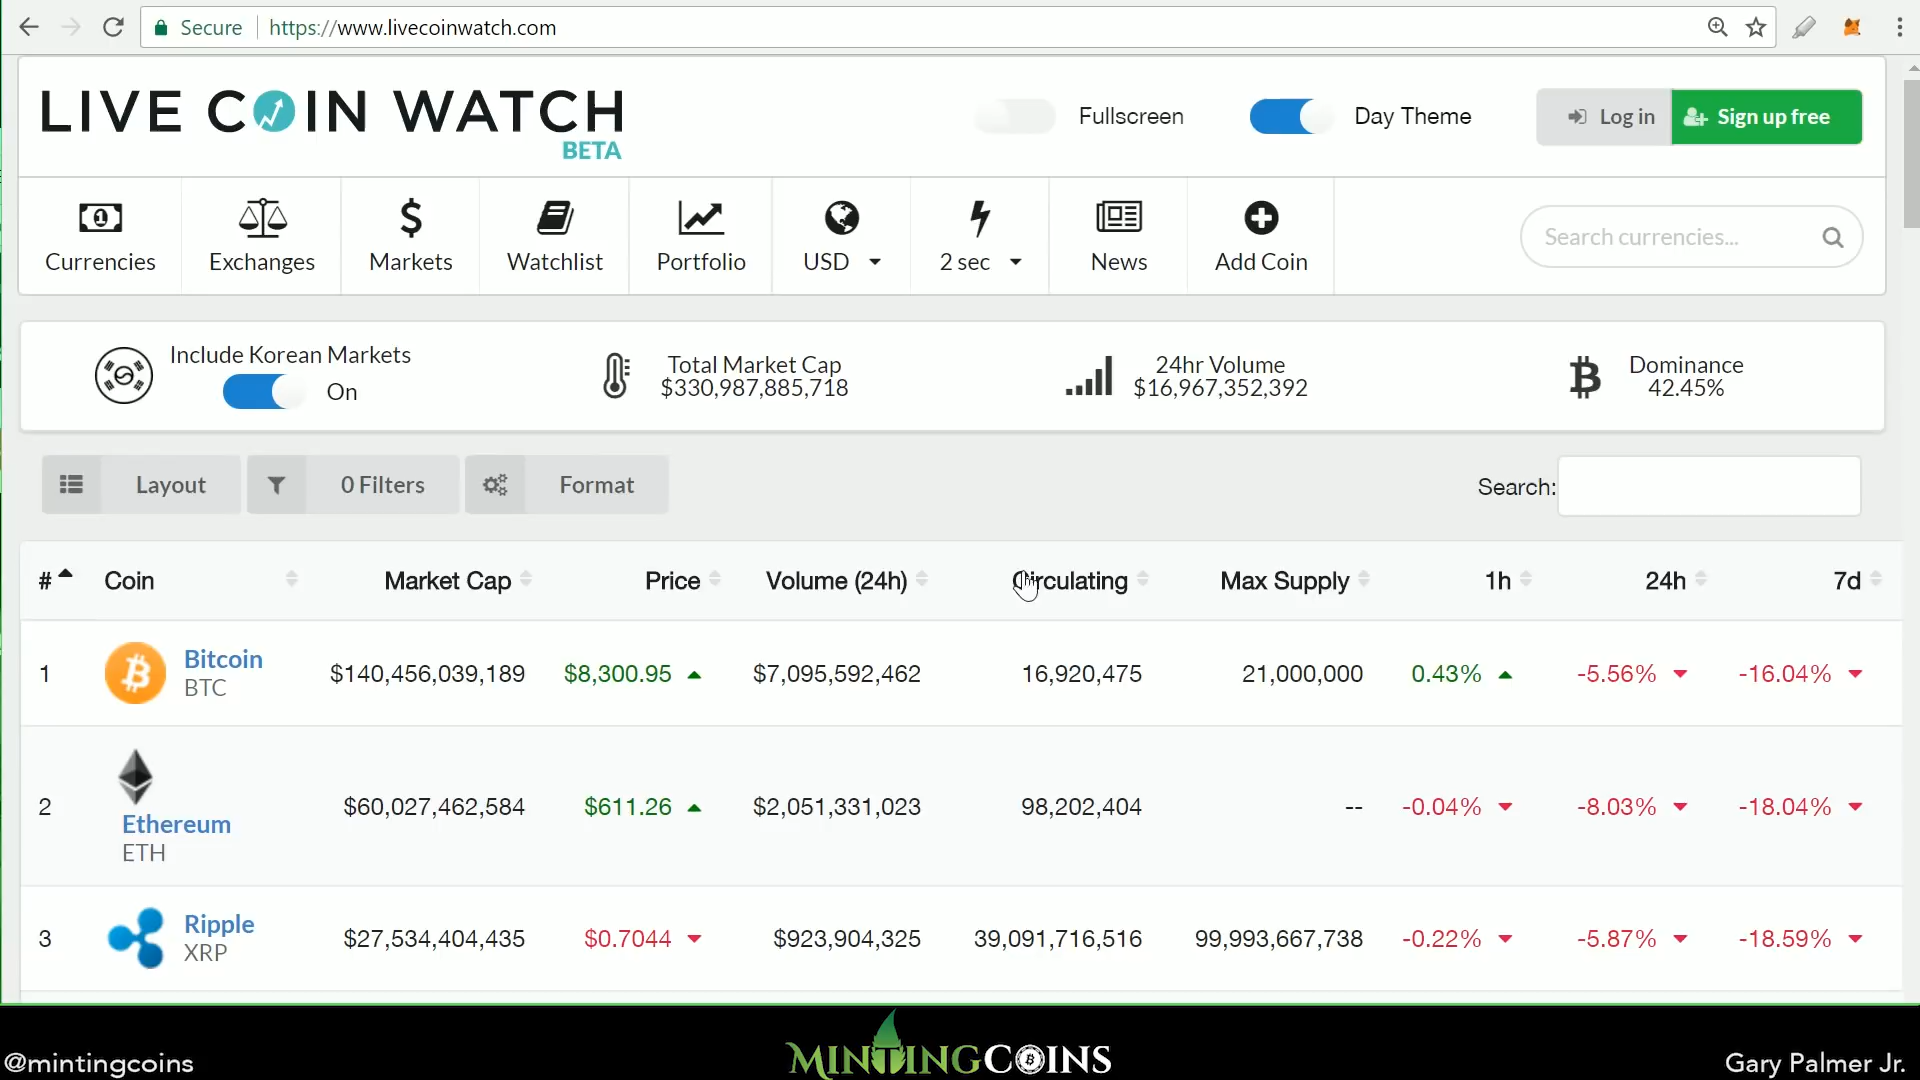 Secure https://www.livecoinwatch.com
LIVE COIN WATCH
BETA
Fullscreen
Day Theme
Log in
Sign up free
Currencies
Exchanges
Markets
Watchlist
Portfolio
USD
2 sec
News
Add Coin
Search currencies...
Include Korean Markets
On
Total Market Cap
$330,987,885,718
24hr Volume
$16,967,352,392
Dominance
42.45%
Layout
0 Filters
Format
Search:
# Coin Market Cap Price Volume (24h) Circulating Max Supply 1h 24h 7d
1 Bitcoin BTC $140,456,039,189 $8,300.95 $7,095,592,462 16,920,475 21,000,000 0.43% -5.56% -16.04%
2 Ethereum ETH $60,027,462,584 $611.26 $2,051,331,023 98,202,404 -- -0.04% -8.03% -18.04%
3 Ripple XRP $27,534,404,435 $0.7044 $923,904,325 39,091,716,516 99,993,667,738 -0.22% -5.87% -18.59%
@mintingcoins
MINTINGCOINS
Gary Palmer Jr.